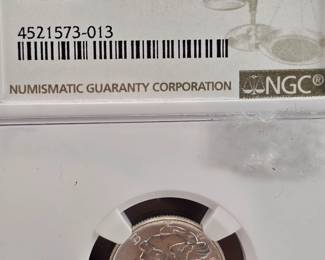 4521573-013
NUMISMATIC GUARANTY CORPORATION
NGC®